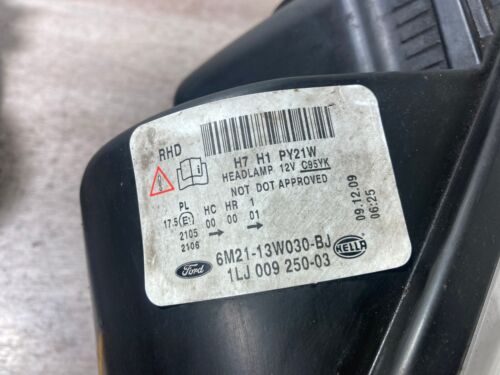 RHD
H7 H1 PY21W
HEADLAMP 12V C95YK
NOT DOT APPROVED
PL HC HR 1
17.5 E1 00 00 01
2105
2106
6M21-13W030-BJ
1LJ 009 250-03
Ford
HELLA
09.12.09
06:25